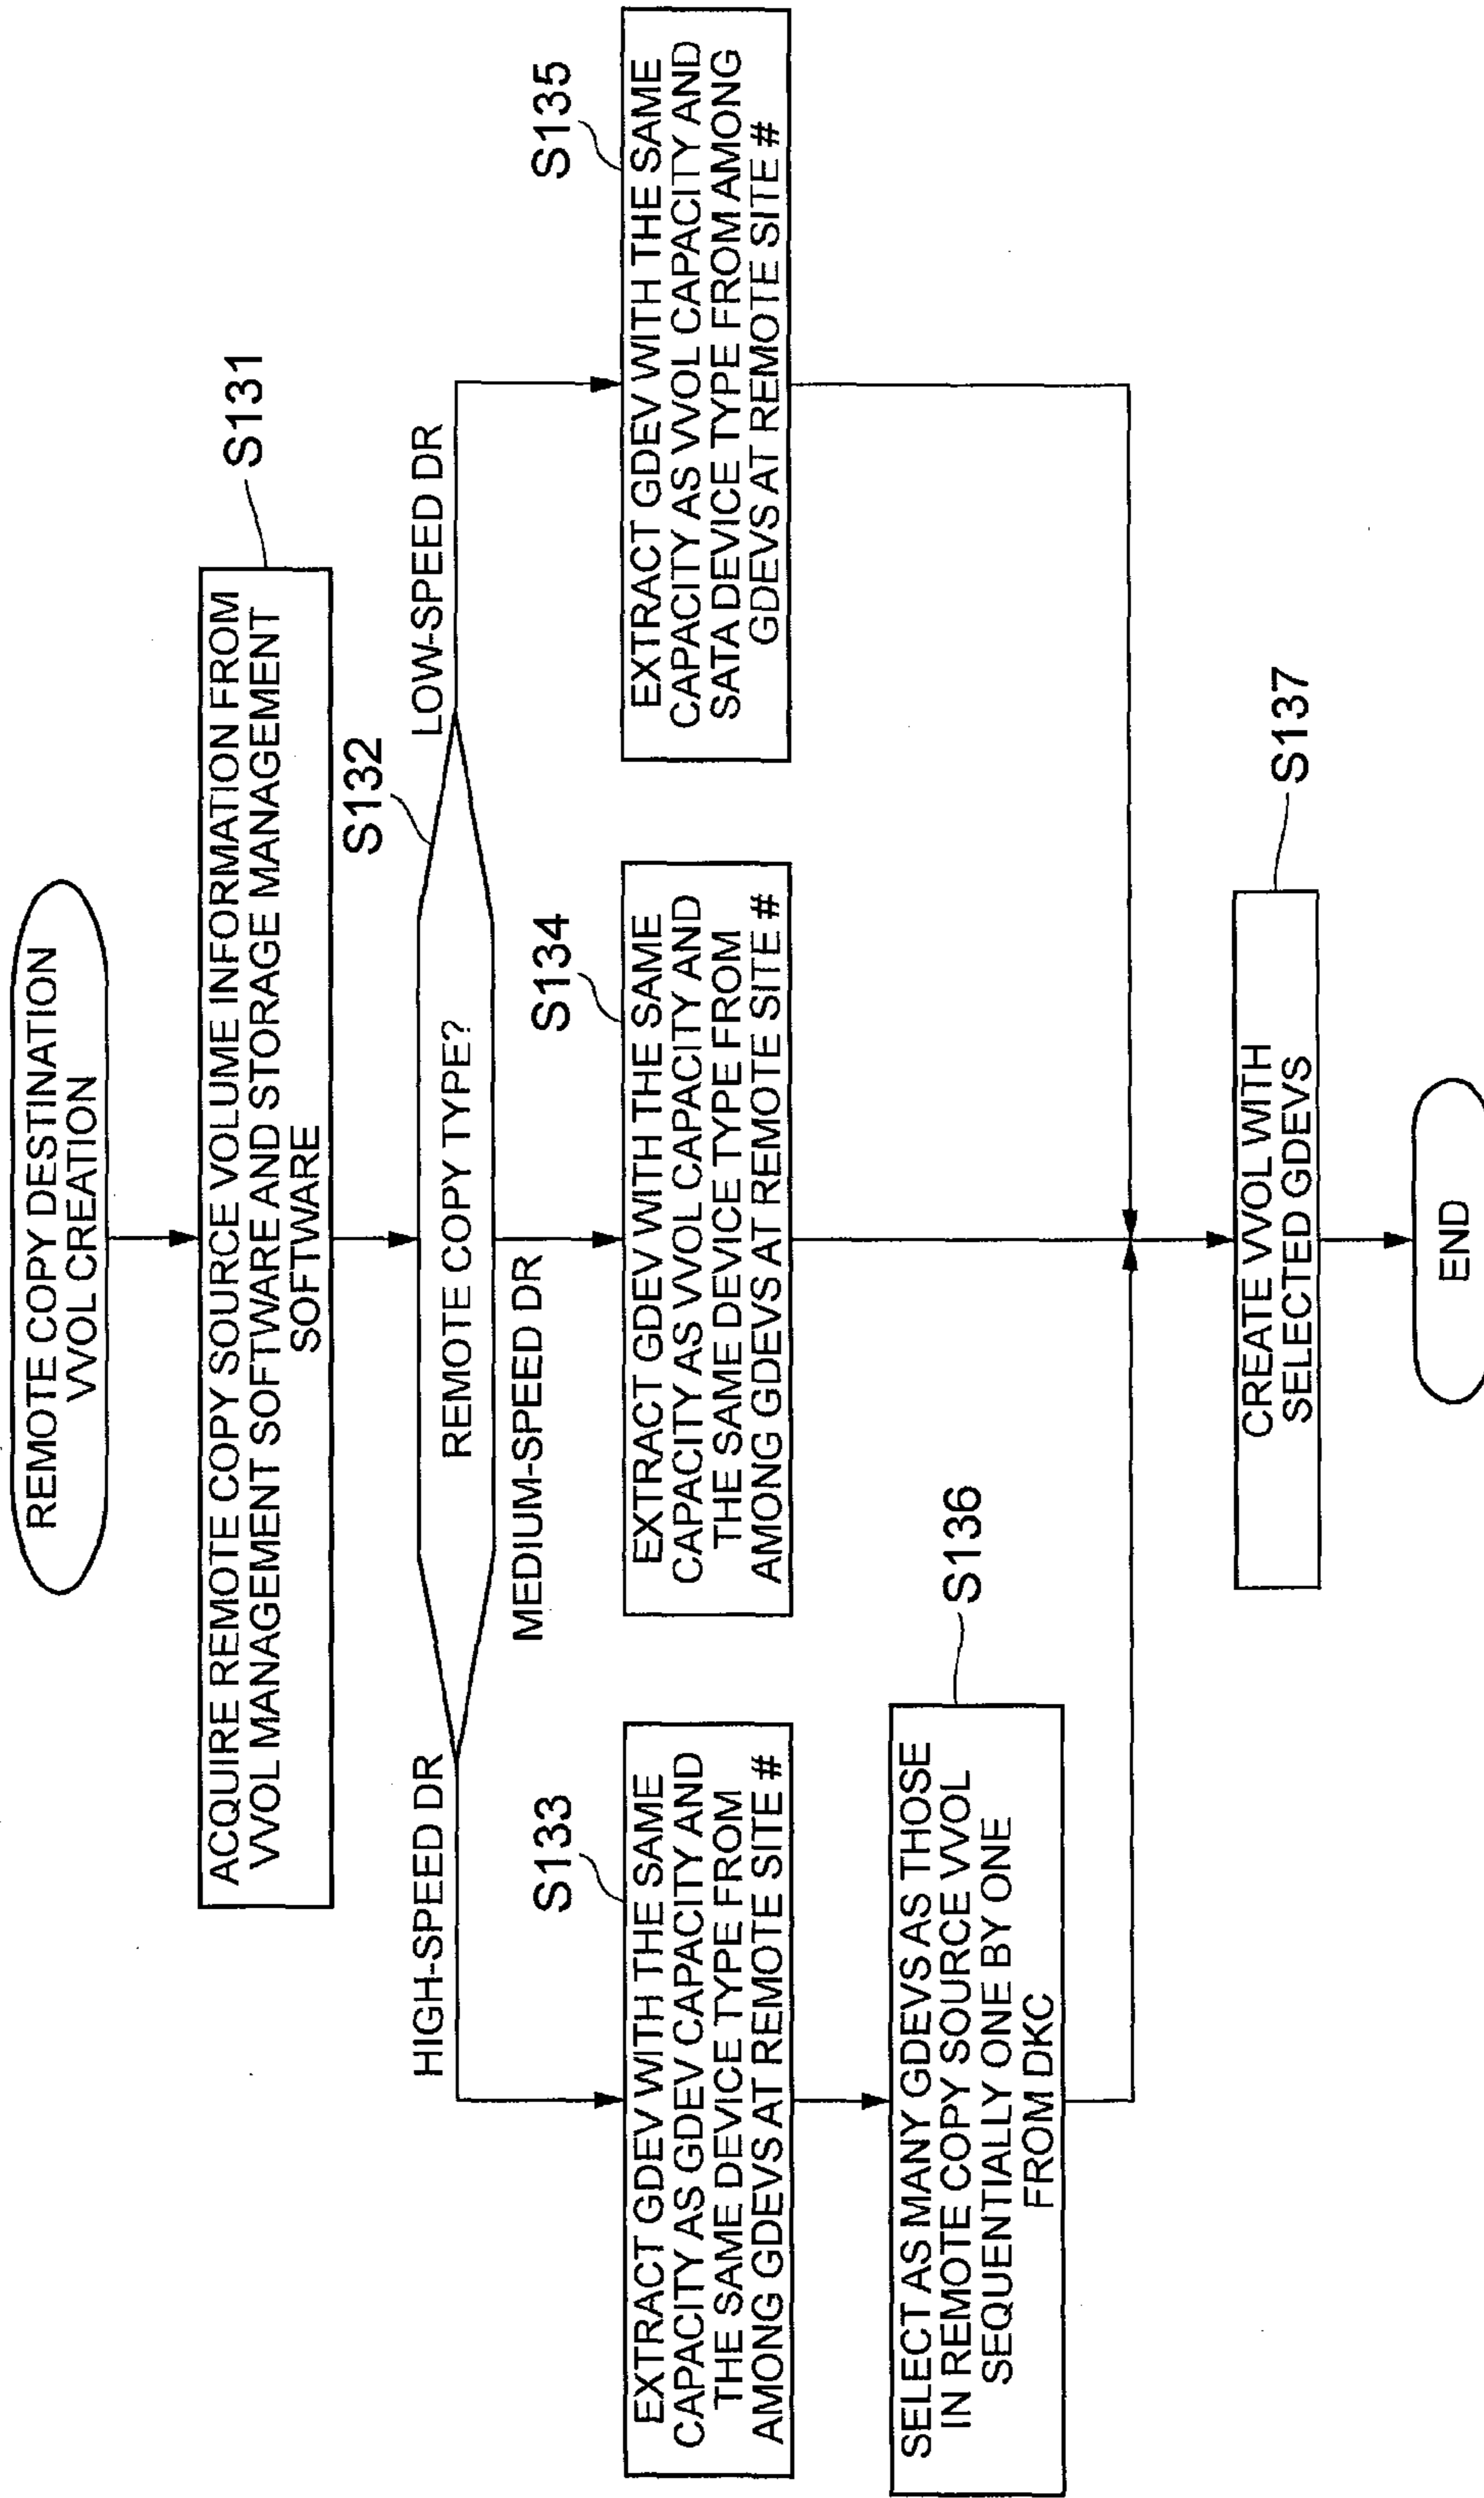 REMOTE COPY DESTINATION
VVOL CREATION
ACQUIRE REMOTE COPY SOURCE VOLUME INFORMATION FROM
VVOL MANAGEMENT SOFTWARE AND STORAGE MANAGEMENT
SOFTWARE
S131
REMOTE COPY TYPE?
S132
HIGH-SPEED DR
MEDIUM-SPEED DR
LOW-SPEED DR
EXTRACT GDEV WITH THE SAME
CAPACITY AS GDEV CAPACITY AND
THE SAME DEVICE TYPE FROM
AMONG GDEVS AT REMOTE SITE #
S133
EXTRACT GDEV WITH THE SAME
CAPACITY AS VVOL CAPACITY AND
THE SAME DEVICE TYPE FROM
AMONG GDEVS AT REMOTE SITE #
S134
EXTRACT GDEV WITH THE SAME
CAPACITY AS VVOL CAPACITY AND
SATA DEVICE TYPE FROM AMONG
GDEVS AT REMOTE SITE #
S135
SELECT AS MANY GDEVS AS THOSE
IN REMOTE COPY SOURCE VVOL
SEQUENTIALLY ONE BY ONE
FROM DKC
S136
CREATE VVOL WITH
SELECTED GDEVS
S137
END